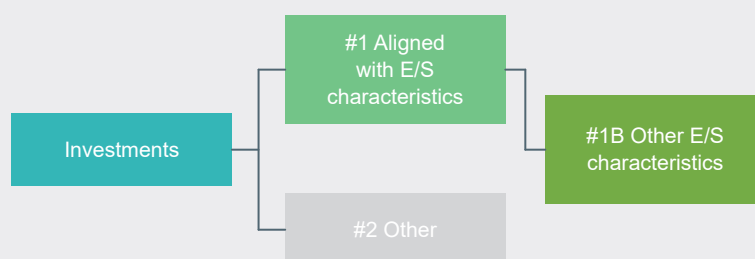 Investments
#1 Aligned
with E/S
characteristics
#2 Other
#1B Other E/S
characteristics